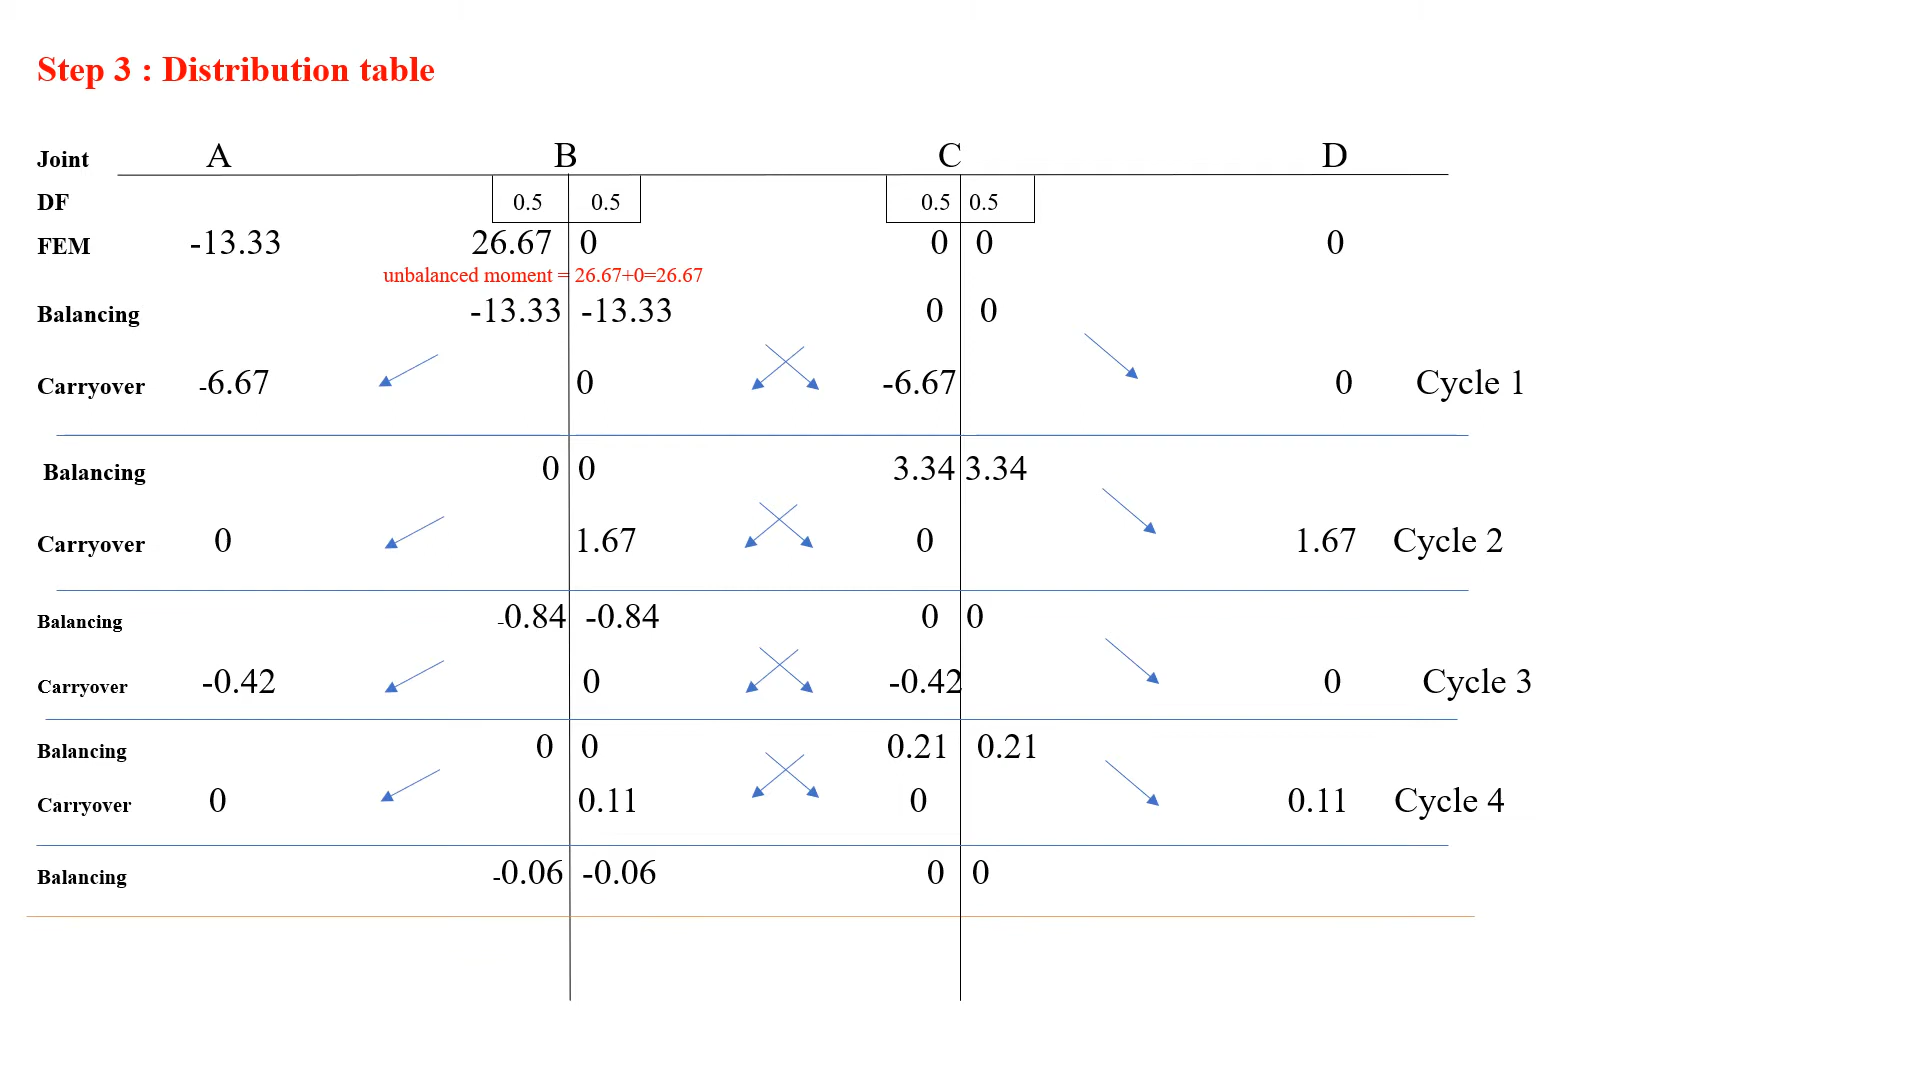 Step 3 : Distribution table
Joint A B C D
DF 0.5 0.5 0.5 0.5
FEM -13.33 26.67 0 0 0 0
unbalanced moment = 26.67+0=26.67
Balancing -13.33 -13.33 0 0
Carryover -6.67 0 -6.67 0 Cycle 1
Balancing 0 0 3.34 3.34
Carryover 0 1.67 0 1.67 Cycle 2
Balancing -0.84 -0.84 0 0
Carryover -0.42 0 -0.42 0 Cycle 3
Balancing 0 0 0.21 0.21
Carryover 0 0.11 0 0.11 Cycle 4
Balancing -0.06 -0.06 0 0